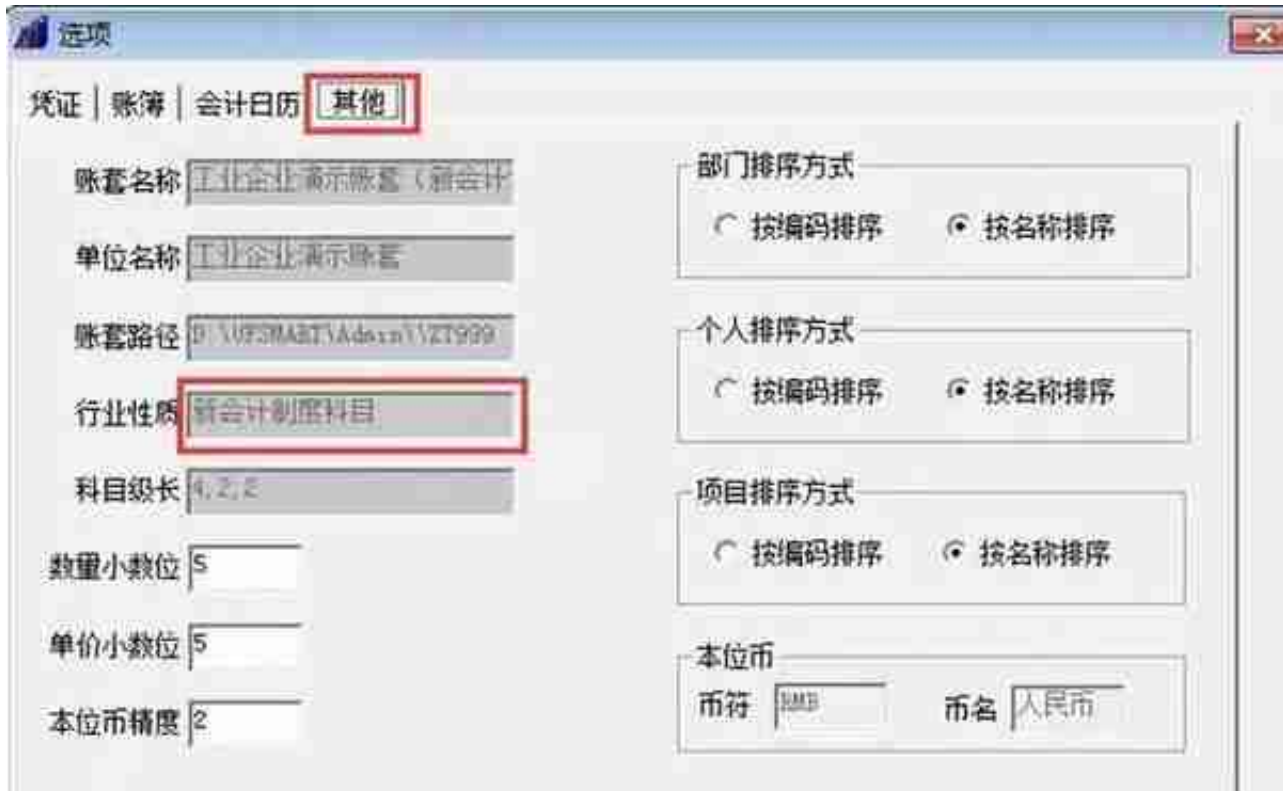 选项
凭证 账簿 会计日历 其他
账套名称 工业企业演示账套（新会计
单位名称 工业企业演示账套
账套路径 D:\UFSMART\Admin\\ZT999
行业性质 新会计制度科目
科目级长 4,2,2
数量小数位 5
单价小数位 5
本位币精度 2
部门排序方式
按编码排序 按名称排序
个人排序方式
按编码排序 按名称排序
项目排序方式
按编码排序 按名称排序
本位币
币符 RMB 币名 人民币